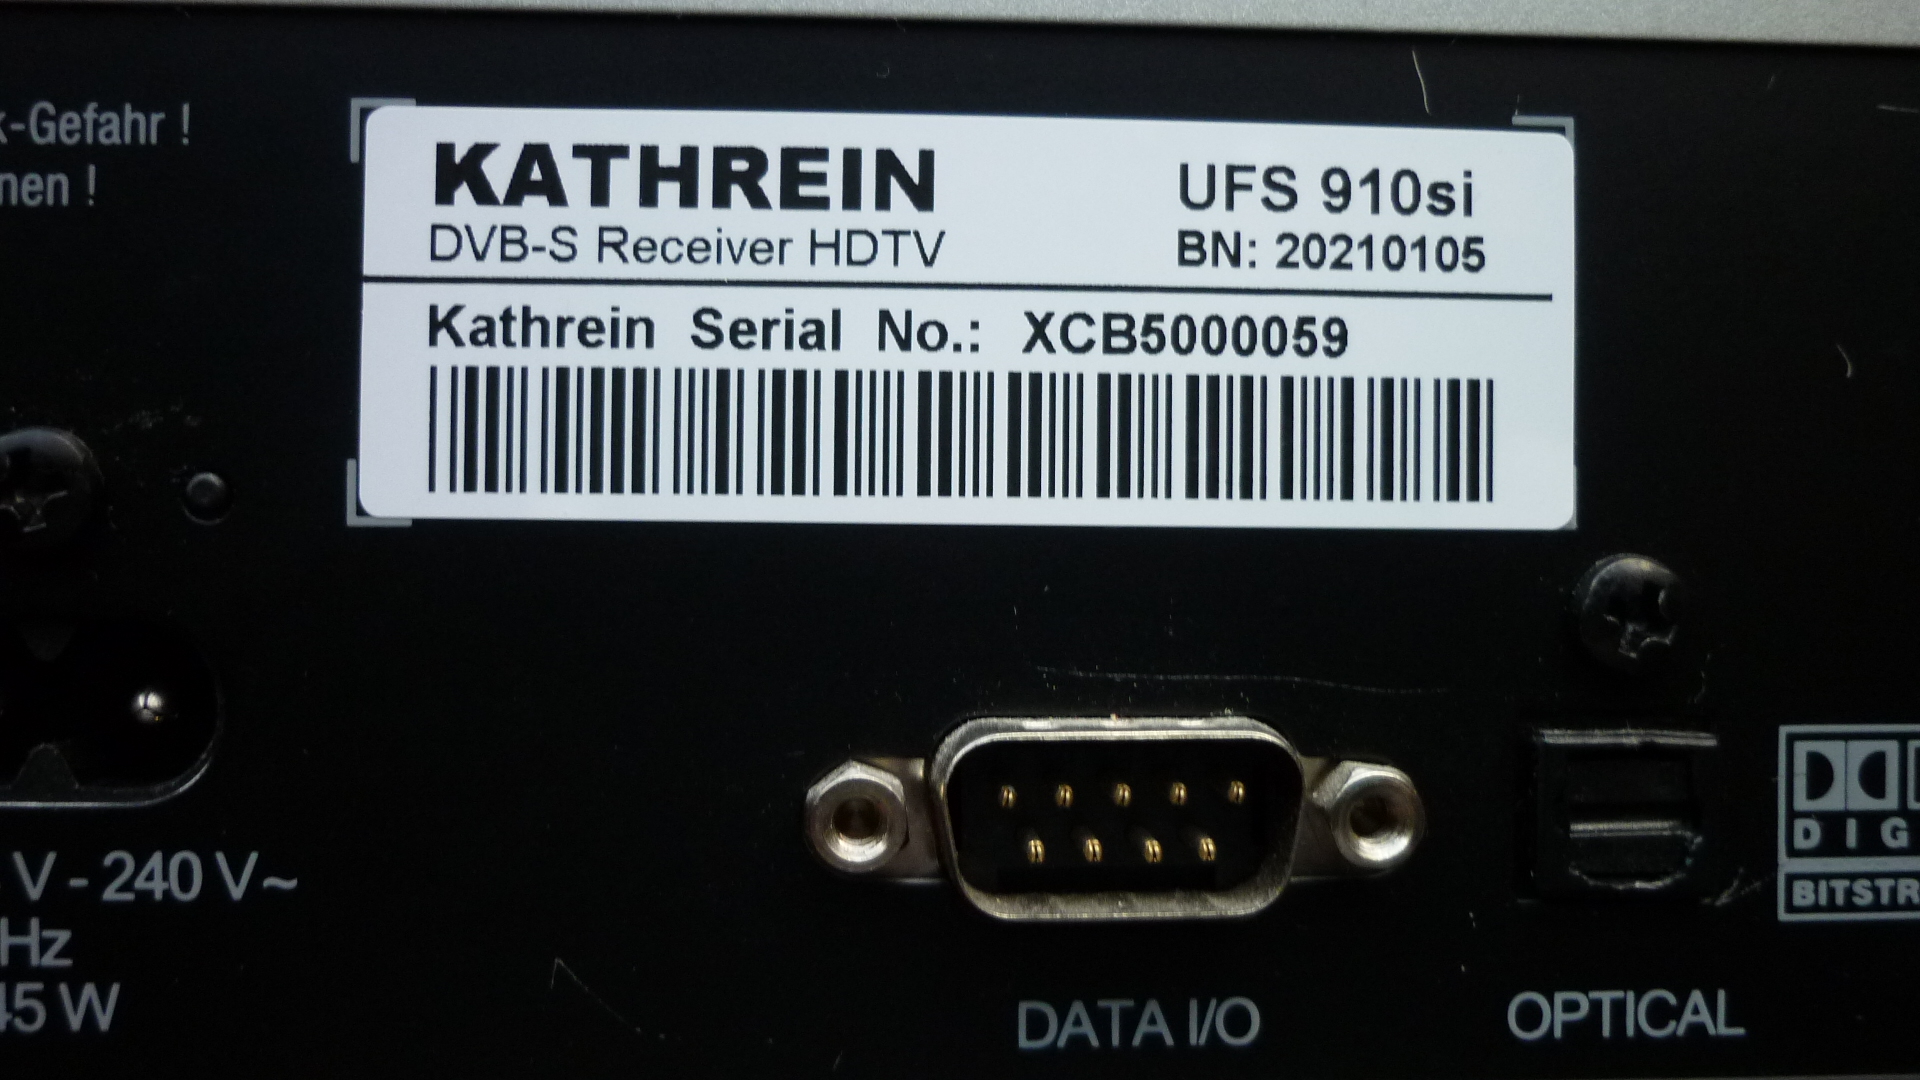 -Gefahr !
nen !
KATHREIN
DVB-S Receiver HDTV
UFS 910si
BN: 20210105
Kathrein Serial No.: XCB5000059
V - 240 V~
Hz
45 W
DATA I/O
OPTICAL
DIG
BITSTR